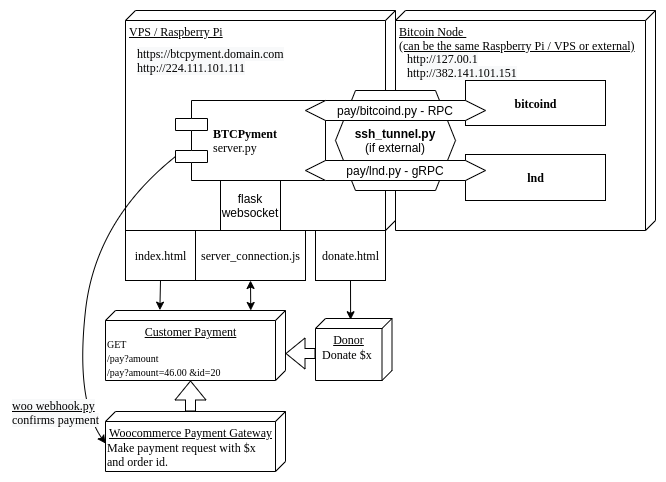 VPS / Raspberry Pi
https://btcpyment.domain.com
http://224.111.101.111
Bitcoin Node
(can be the same Raspberry Pi / VPS or external)
http://127.00.1
http://382.141.101.151
bitcoind
pay/bitcoind.py - RPC
BTCPyment
server.py
ssh_tunnel.py
(if external)
pay/lnd.py - gRPC
lnd
flask
websocket
index.html
server_connection.js
donate.html
Customer Payment
GET
/pay?amount
/pay?amount=46.00 &id=20
Donor
Donate $x
woo webhook.py
confirms payment
Woocommerce Payment Gateway
Make payment request with $x
and order id.